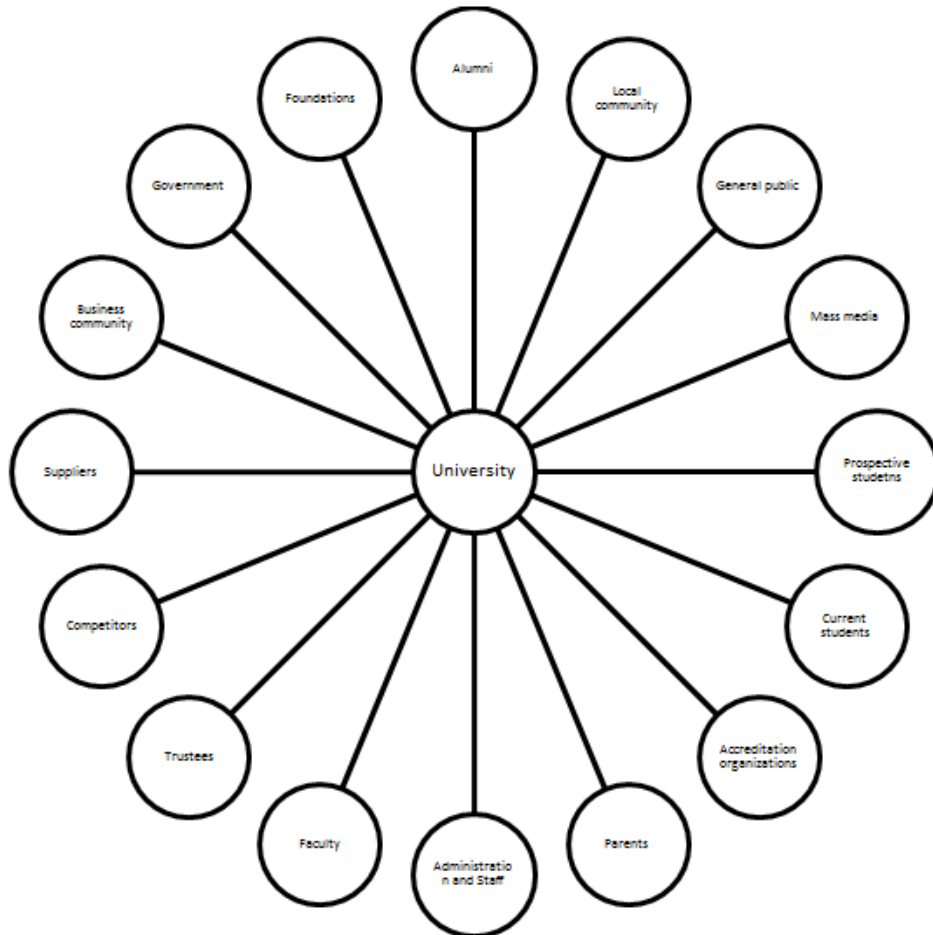 Alumni
Local
community
General public
Mass media
Prospective
studetns
Current
students
Accreditation
organizations
Parents
Administratio
n and Staff
Faculty
Trustees
Competitors
Suppliers
Business
community
Government
Foundations
University